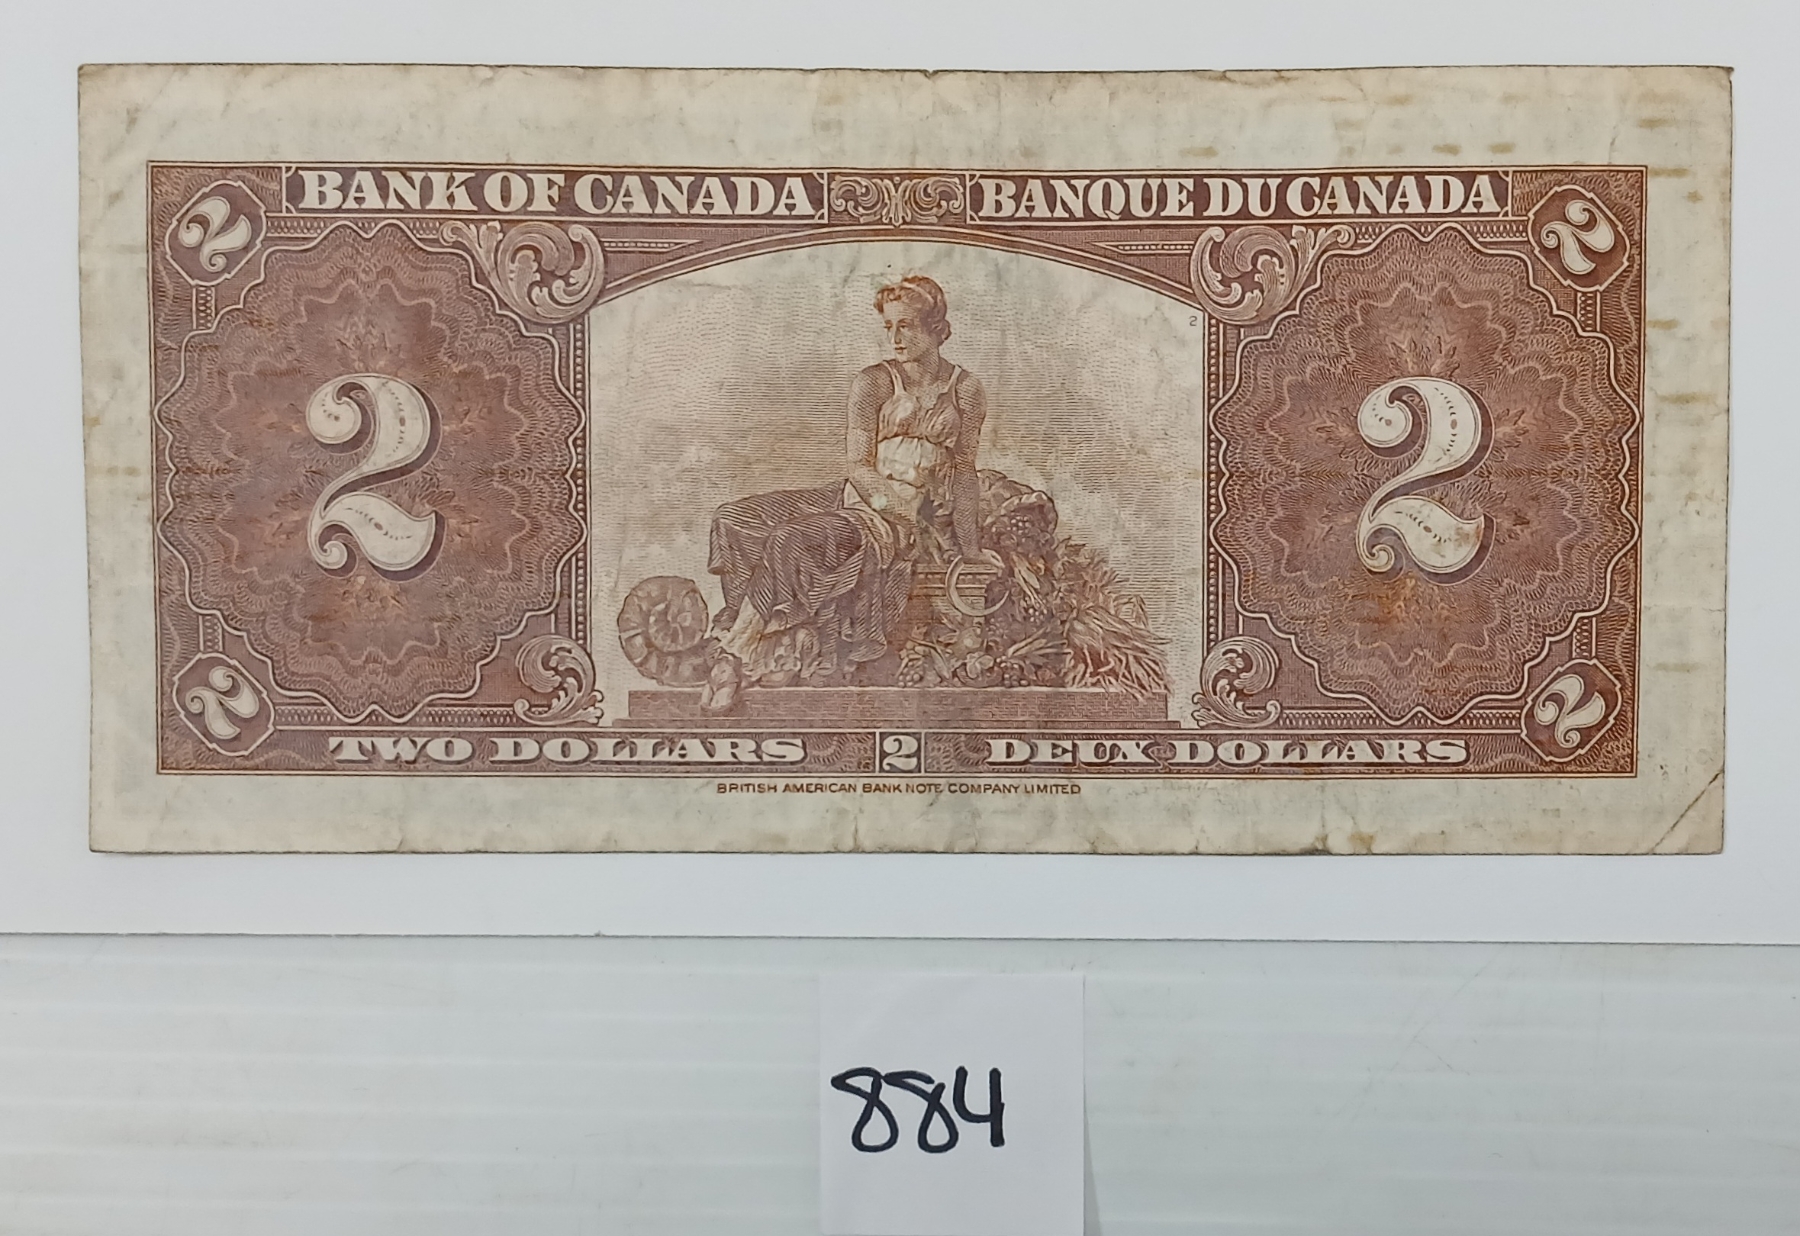 2 BANK OF CANADA BANQUE DU CANADA 2
2
2 2
2 TWO DOLLARS 2 DEUX DOLLARS 2
BRITISH AMERICAN BANK NOTE COMPANY LIMITED
884